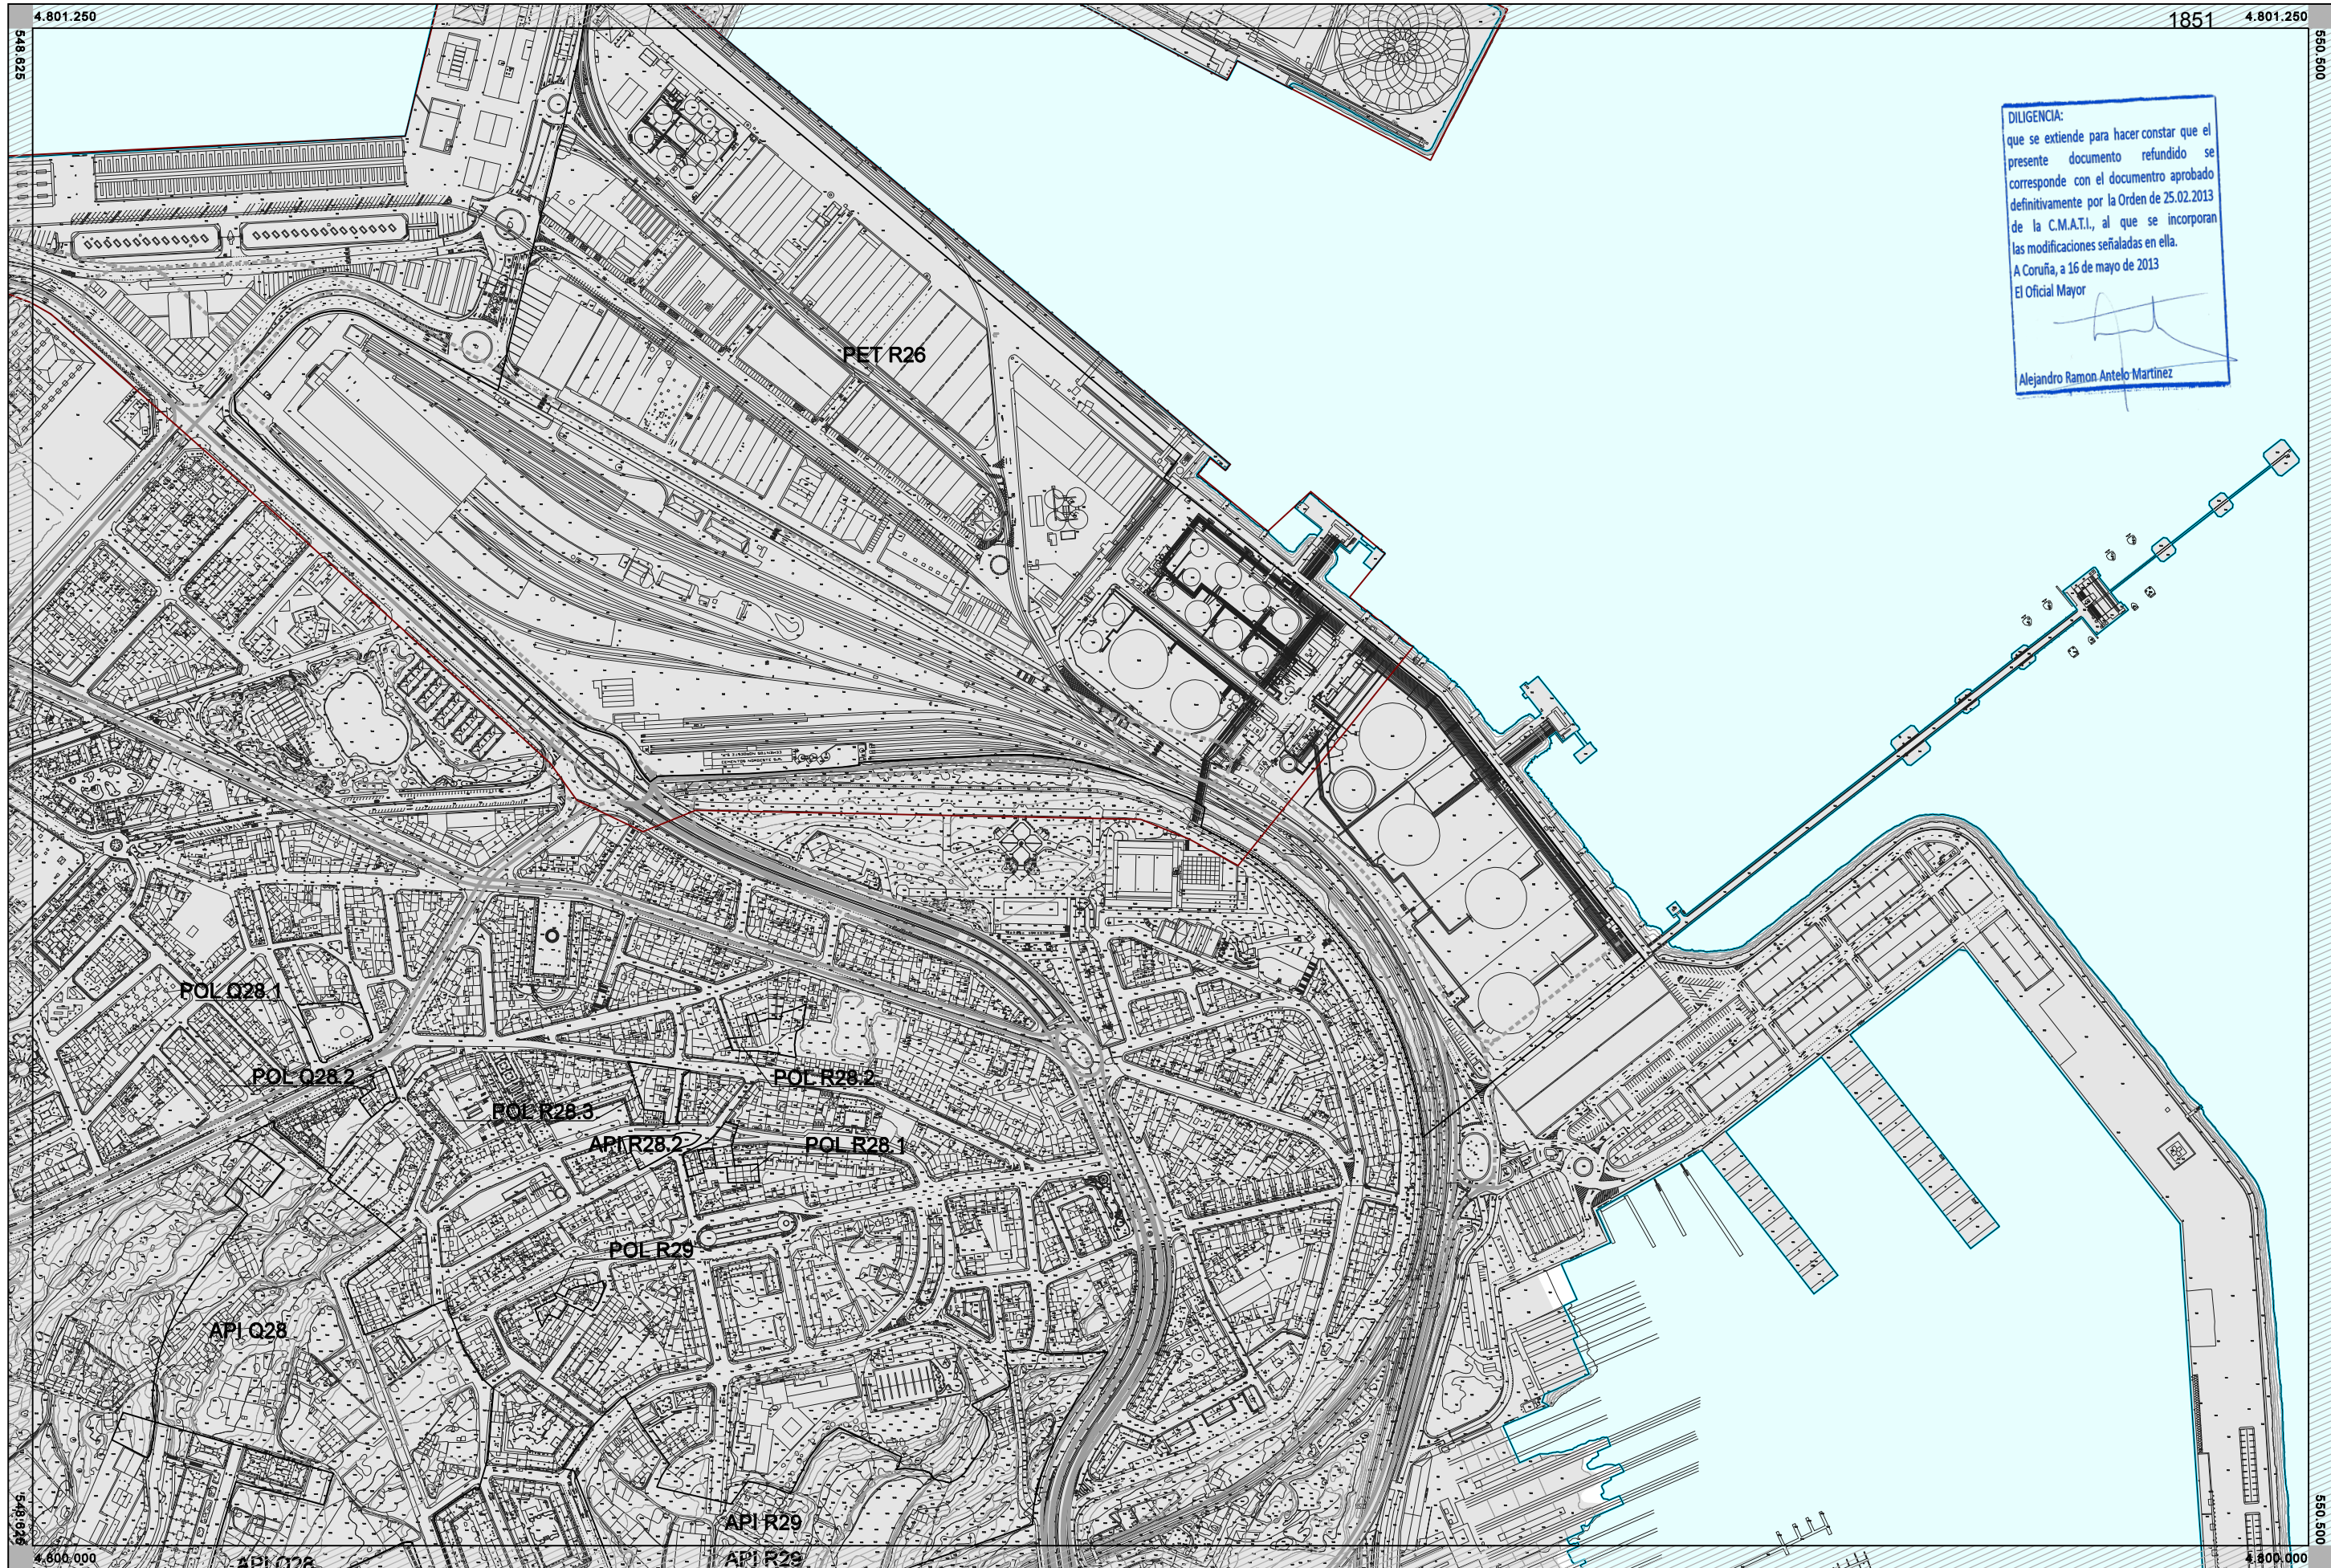 4.801.250
1851
4.801.250
548.625
550.500
DILIGENCIA:
que se extiende para hacer constar que el
presente documento refundido se
corresponde con el documentro aprobado
definitivamente por la Orden de 25.02.2013
de la C.M.A.T.I., al que se incorporan
las modificaciones señaladas en ella.
A Coruña, a 16 de mayo de 2013
El Oficial Mayor
Alejandro Ramon Antelo Martinez
PET R26
POL Q28.1
POL Q28.2
POL R28.2
POL R28.3
API R28.2
POL R28.1
POL R29
API Q28
API R29
API Q28
API R29
548.625
550.500
4.800.000
4.800.000